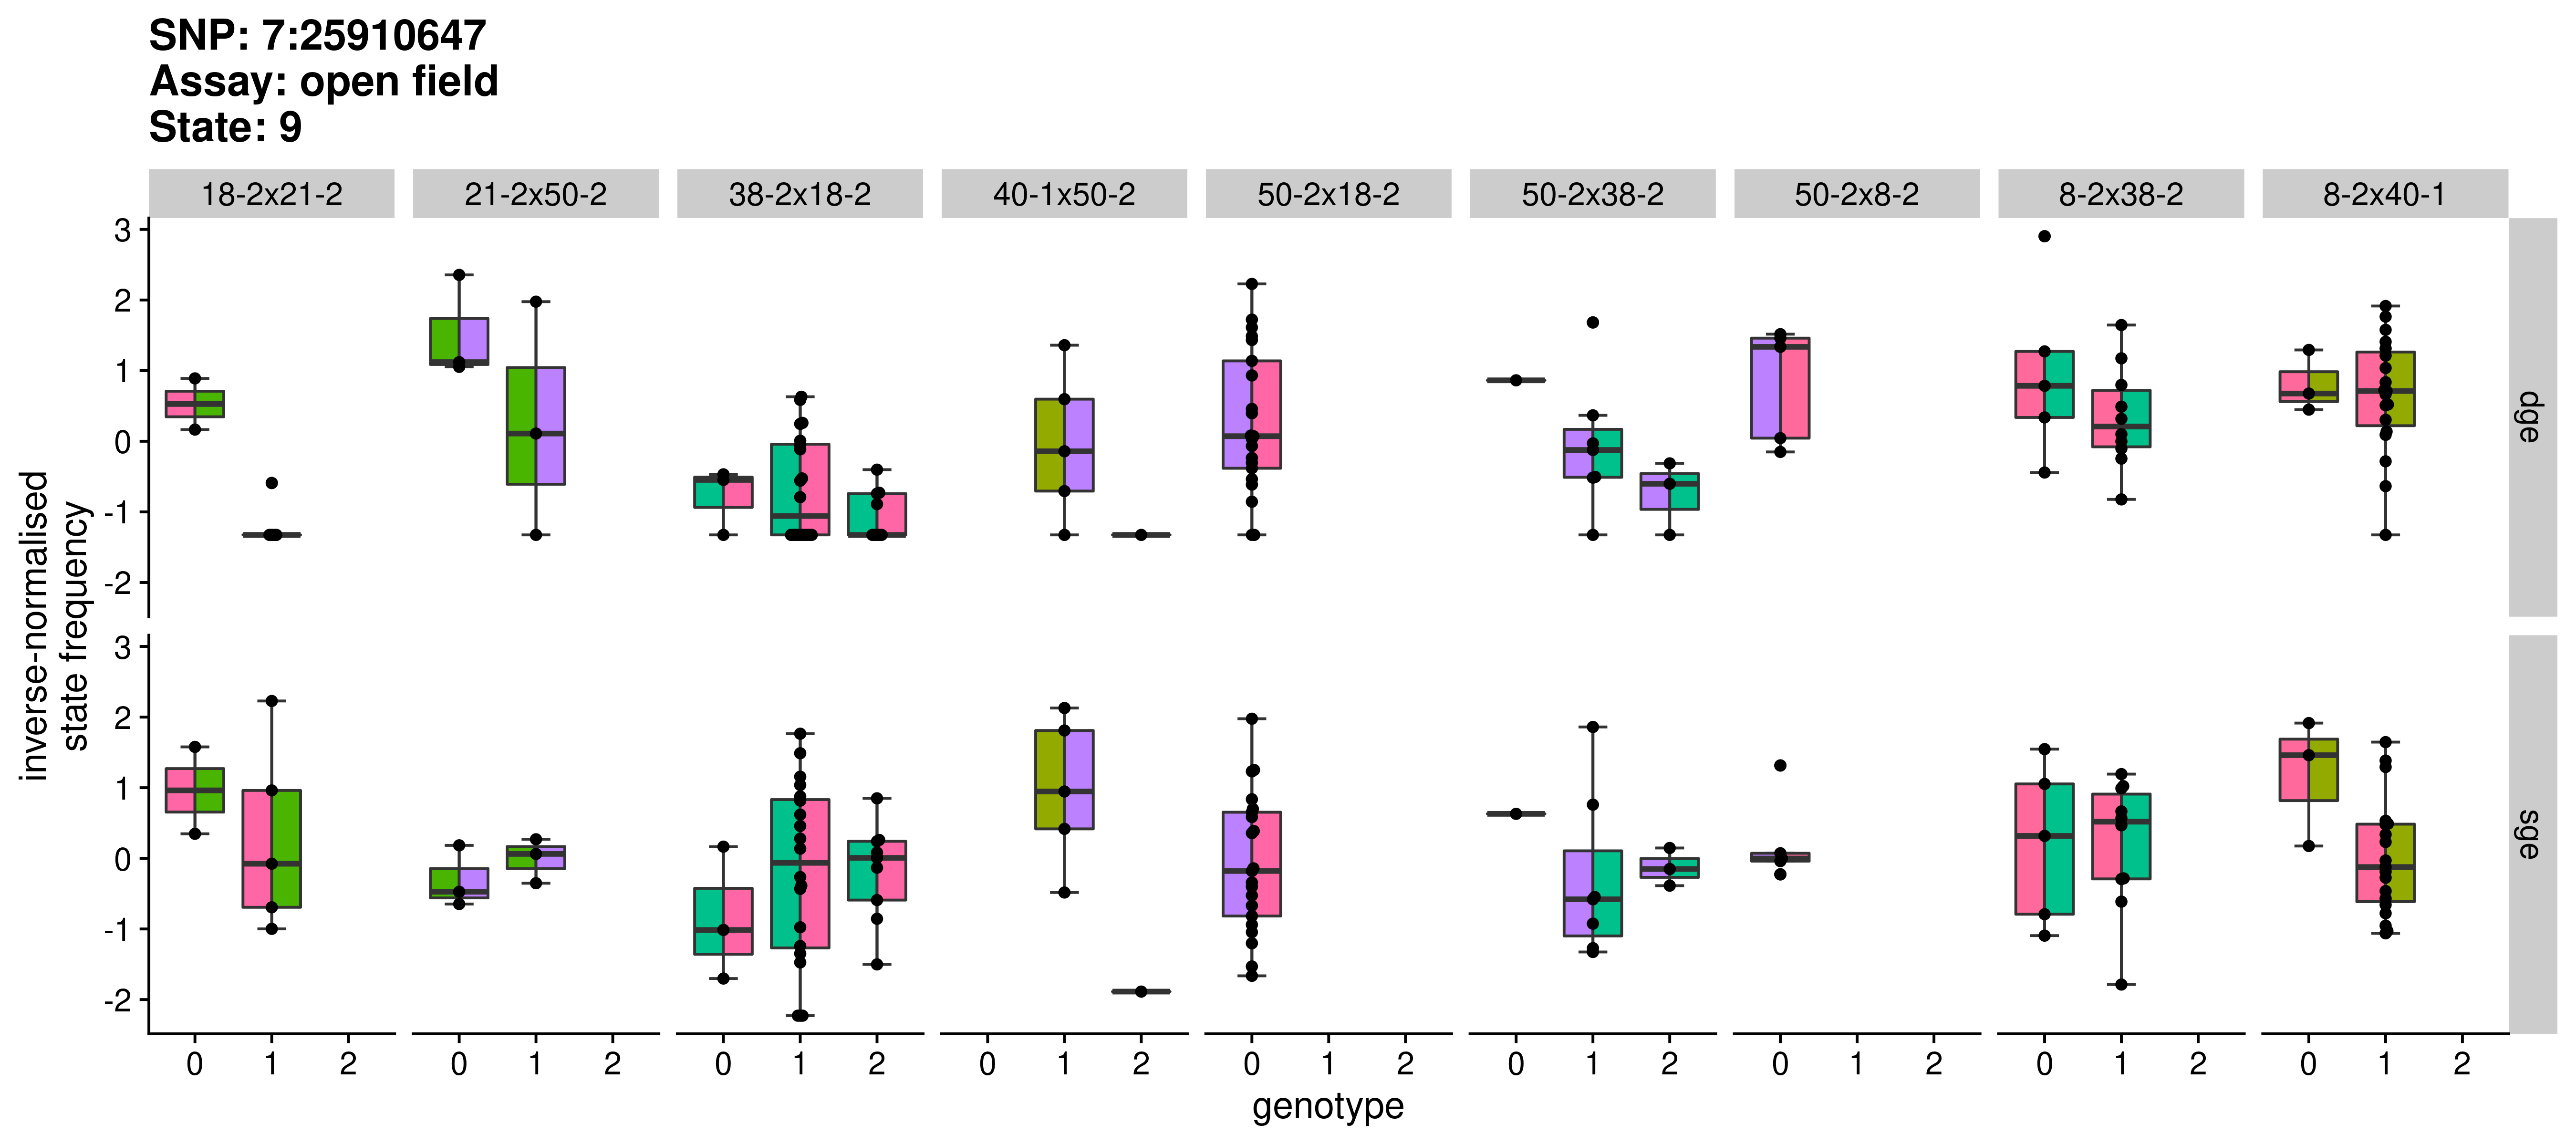 SNP: 7:25910647
Assay: open field
State: 9
18-2x21-2 21-2x50-2 38-2x18-2 40-1x50-2 50-2x18-2 50-2x38-2 50-2x8-2 8-2x38-2 8-2x40-1
3
2
1
0
-1
-2
dge
3
2
1
0
-1
-2
sge
inverse-normalised
state frequency
0 1 2 0 1 2 0 1 2 0 1 2 0 1 2 0 1 2 0 1 2 0 1 2 0 1 2
genotype